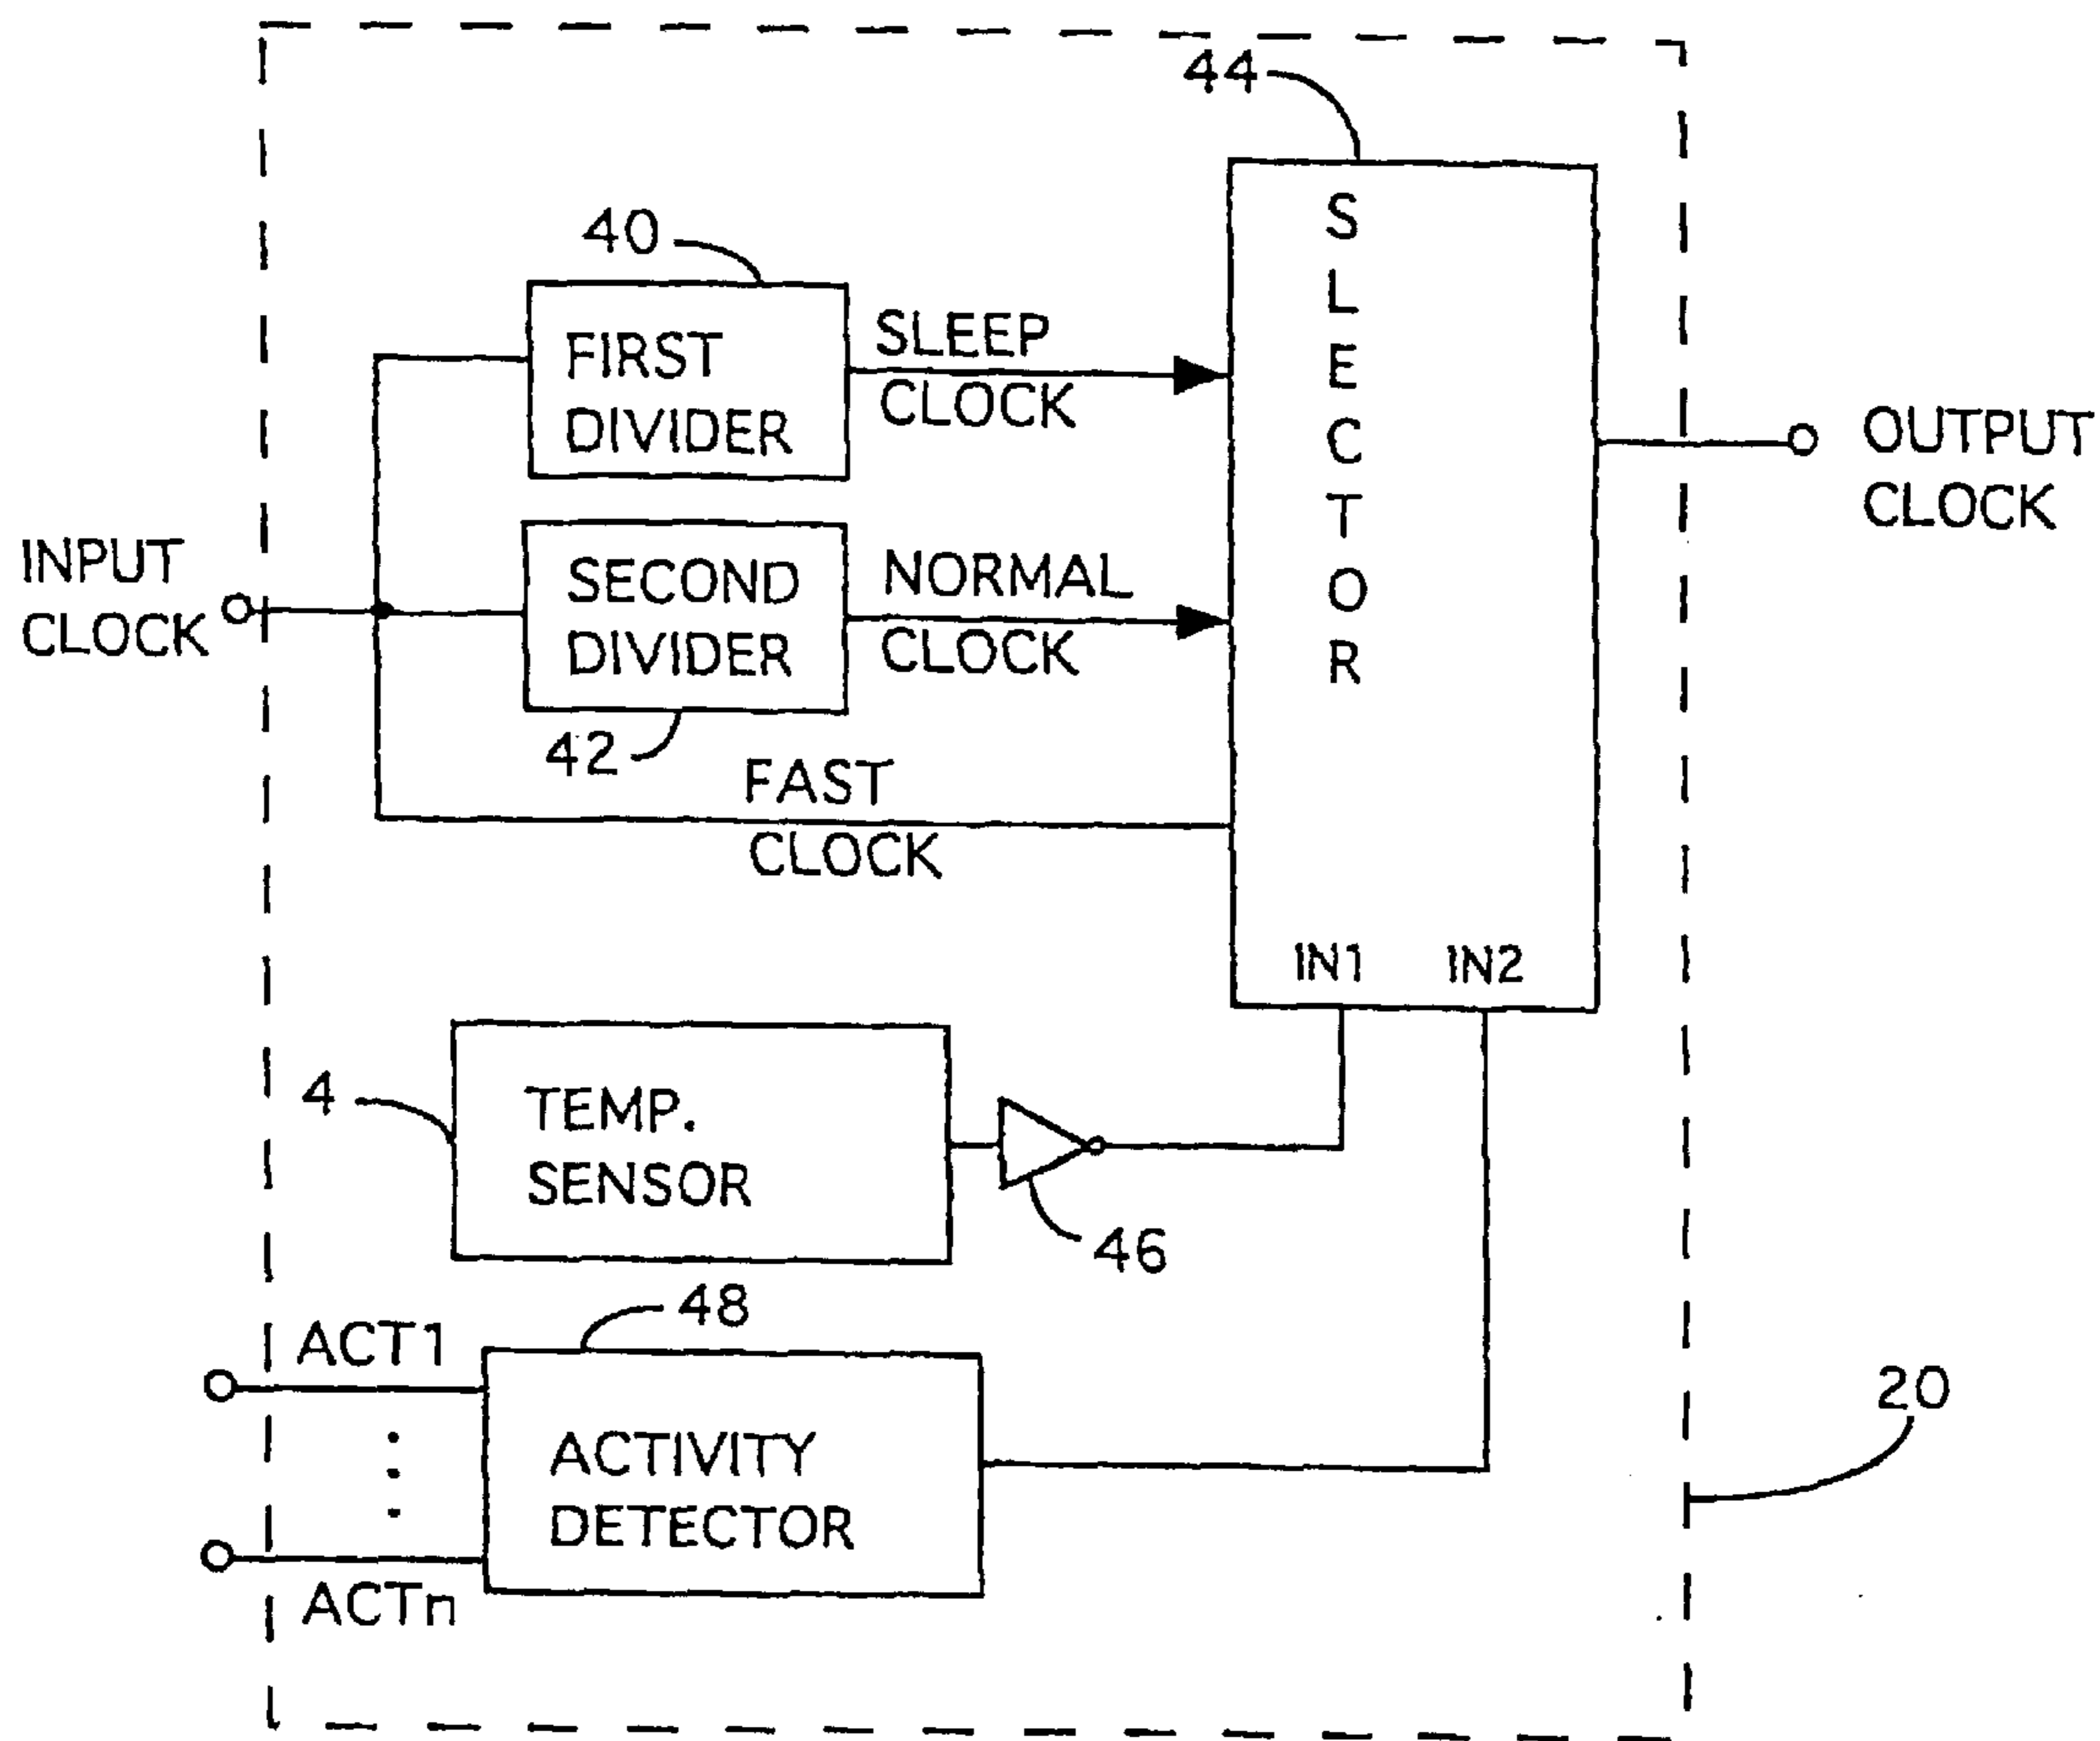 44
S
L
E
C
T
O
R
40
FIRST
DIVIDER
SLEEP
CLOCK
OUTPUT
CLOCK
INPUT
CLOCK
SECOND
DIVIDER
NORMAL
CLOCK
42
FAST
CLOCK
IN1 IN2
4
TEMP.
SENSOR
46
48
ACT1
ACTIVITY
DETECTOR
ACTn
20